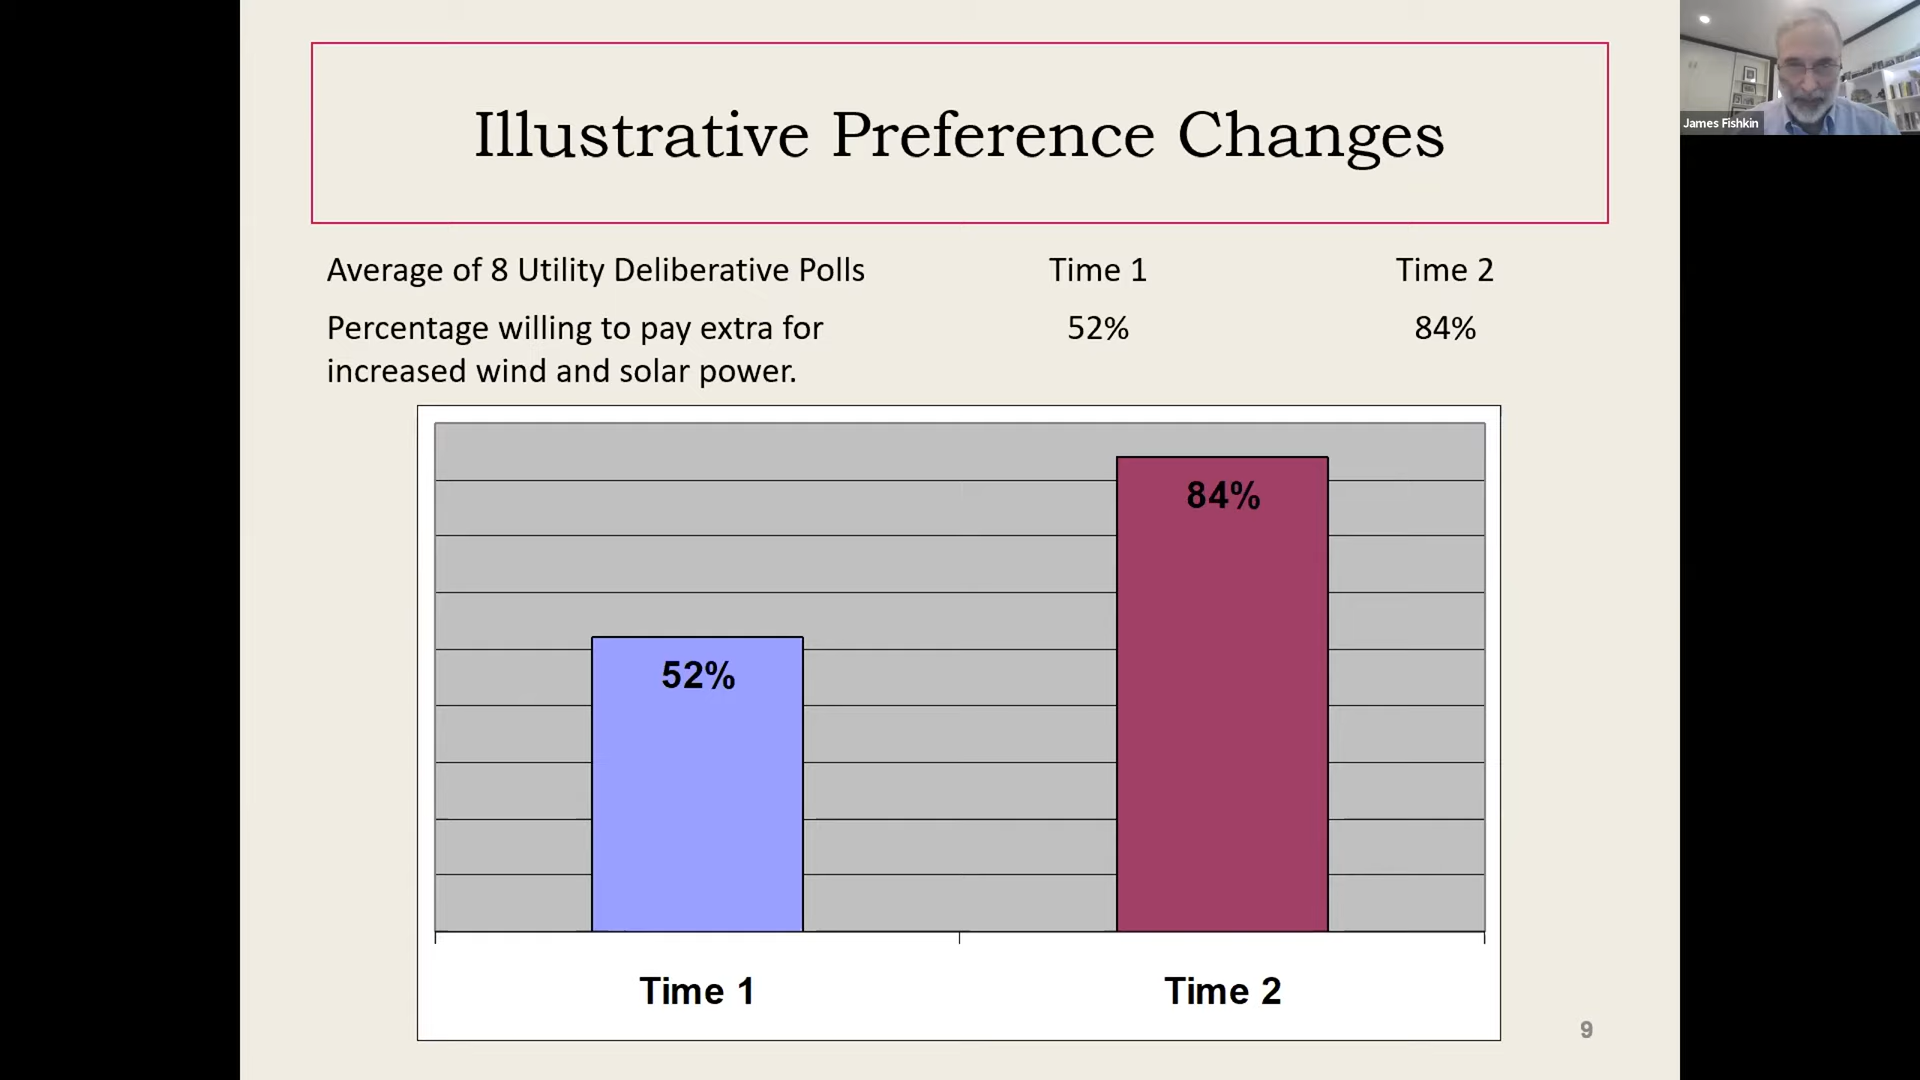 Illustrative Preference Changes
James Fishkin
Average of 8 Utility Deliberative Polls Time 1 Time 2
Percentage willing to pay extra for 52% 84%
increased wind and solar power.
84%
52%
Time 1 Time 2
9